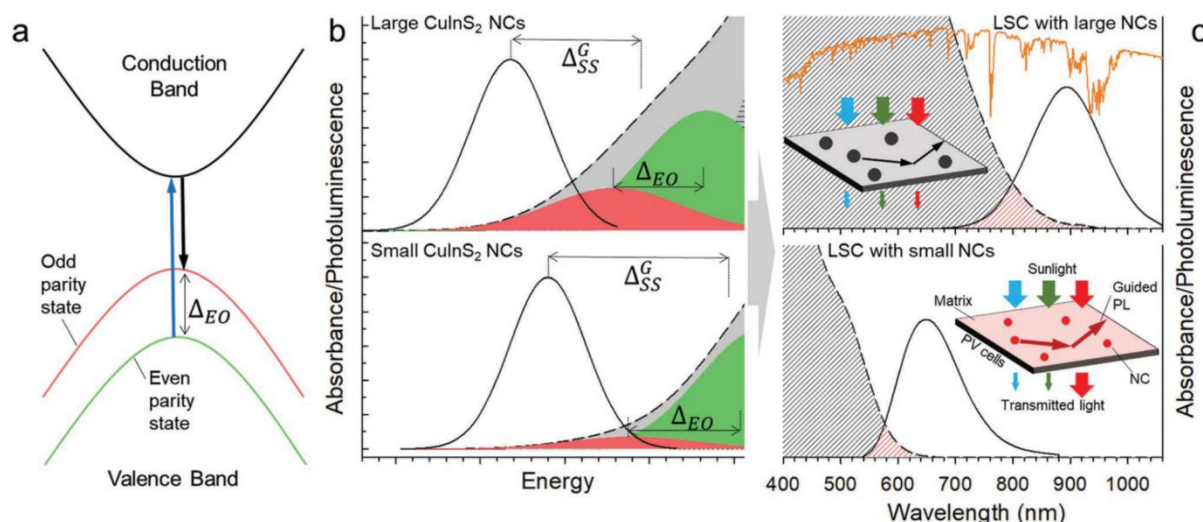 a
Conduction
Band
Odd
parity
state
Δ_EO
Even
parity
state
Valence Band
b
Absorbance/Photoluminescence
Large CuInS₂ NCs
Δ^G_SS
Δ_EO
Small CuInS₂ NCs
Δ^G_SS
Δ_EO
Energy
c
LSC with large NCs
LSC with small NCs
Sunlight
Matrix
Guided
PL
PV cells
NC
Transmitted light
400 500 600 700 800 900 1000
Wavelength (nm)
Absorbance/Photoluminescence